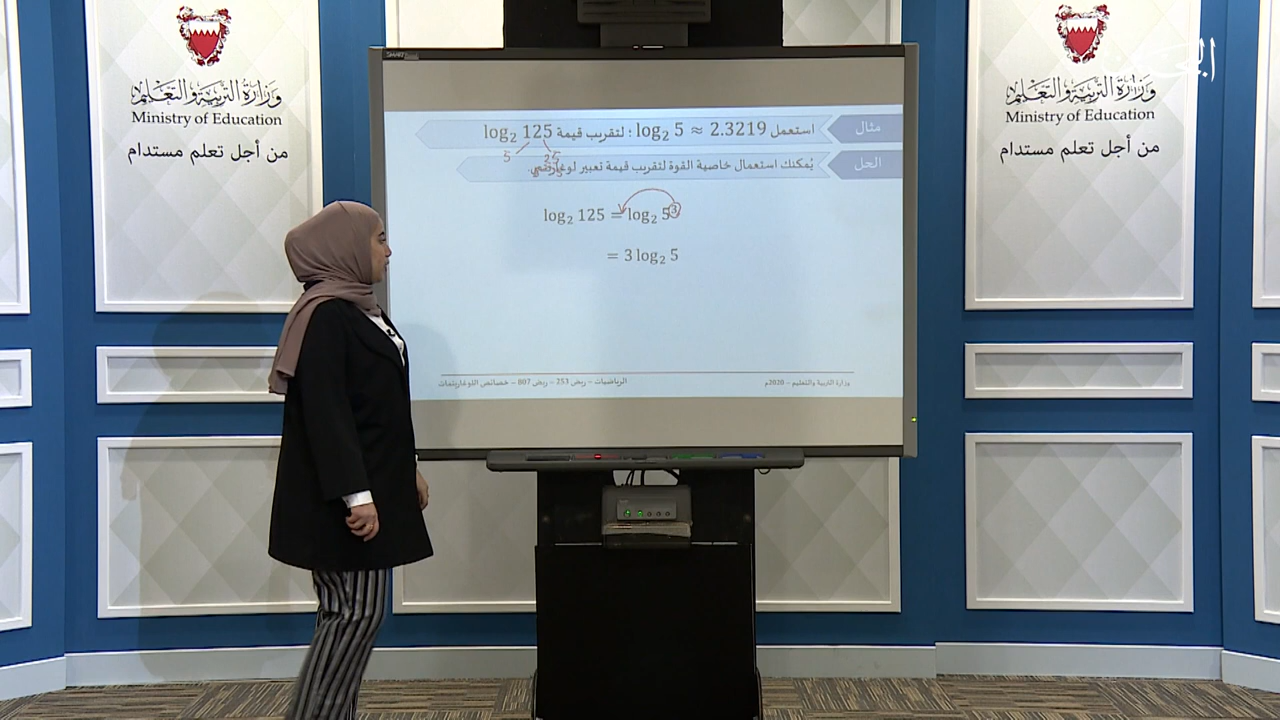 وزارة التربية والتعليم
Ministry of Education
من أجل تعلم مستدام
SMART
مثال
استعمل log₂ 5 ≈ 2.3219 ؛ لتقريب قيمة log₂ 125
5 25
الحل
يُمكنك استعمال خاصية القوة لتقريب قيمة تعبير لوغاريتمي.
log₂ 125 = log₂ 5³
= 3 log₂ 5
وزارة التربية والتعليم – 2020م
الرياضيات – ريض 253 – ريض 807 – خصائص اللوغاريتمات
وزارة التربية والتعليم
Ministry of Education
من أجل تعلم مستدام